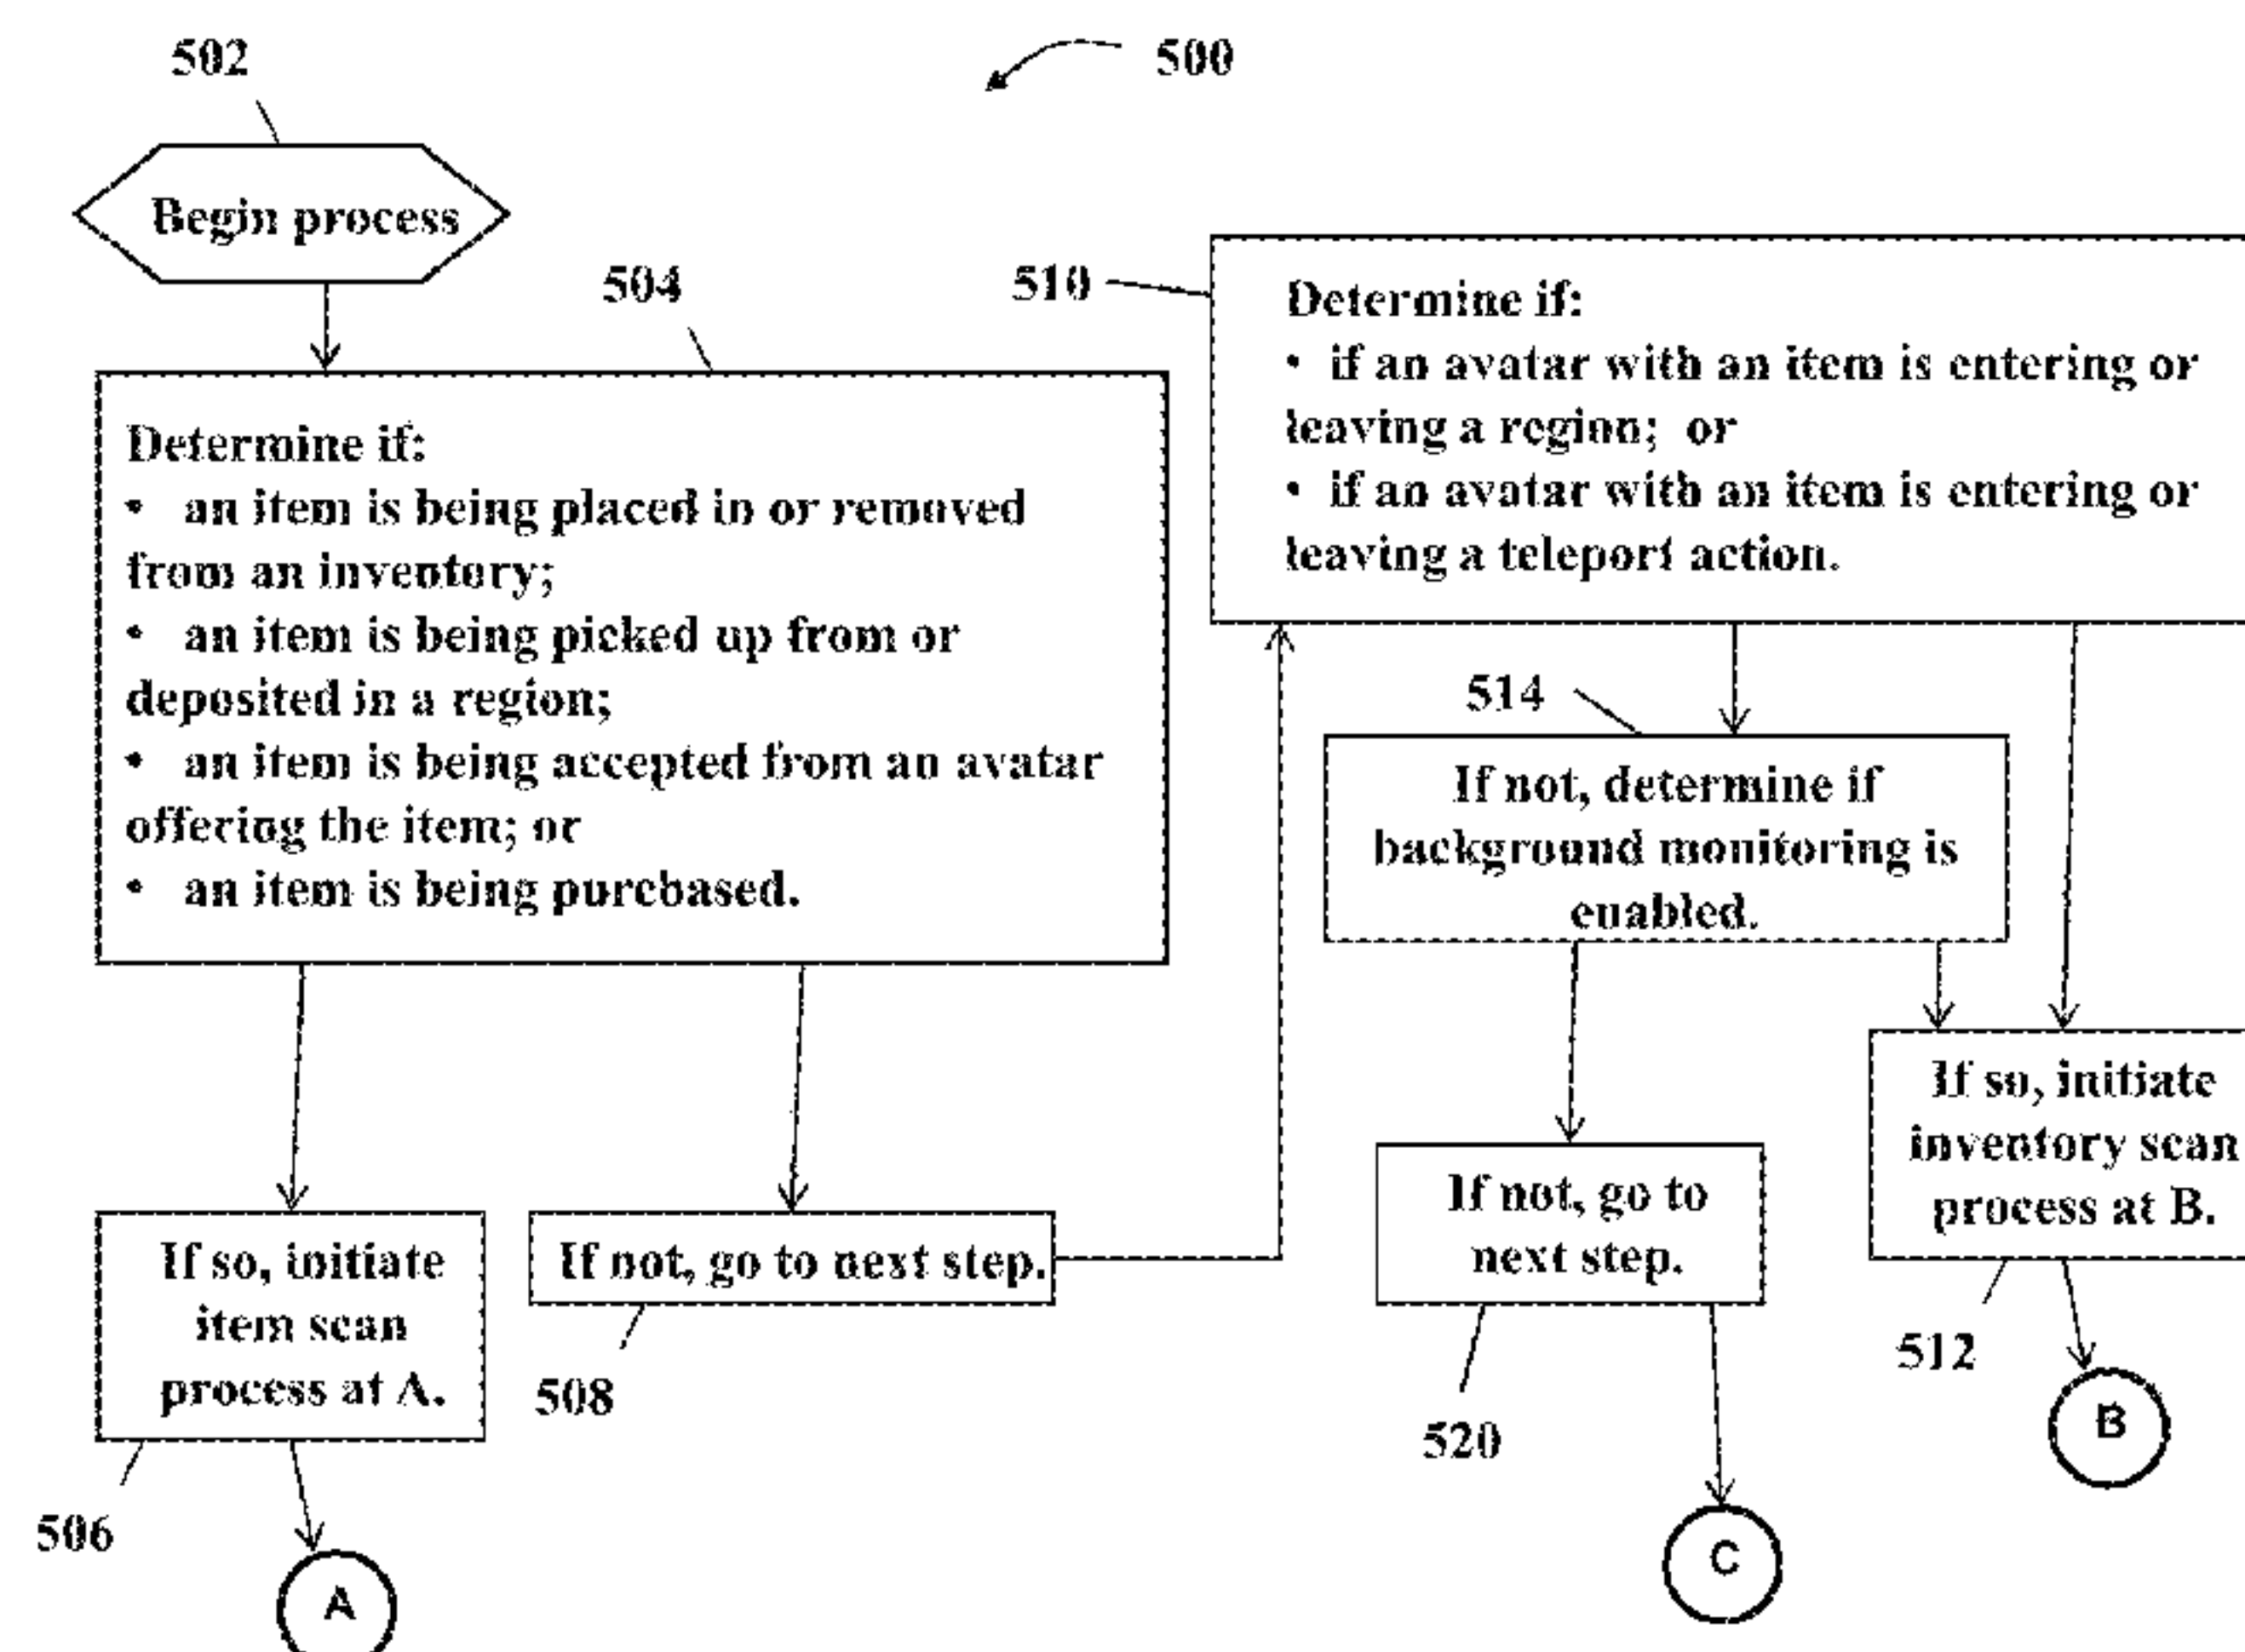 502
500
Begin process
504
Determine if:
• an item is being placed in or removed
from an inventory;
• an item is being picked up from or
deposited in a region;
• an item is being accepted from an avatar
offering the item; or
• an item is being purchased.
510
Determine if:
• if an avatar with an item is entering or
leaving a region; or
• if an avatar with an item is entering or
leaving a teleport action.
514
If not, determine if
background monitoring is
enabled.
If so, initiate
item scan
process at A.
506
A
If not, go to next step.
508
If not, go to
next step.
520
C
If so, initiate
inventory scan
process at B.
512
B